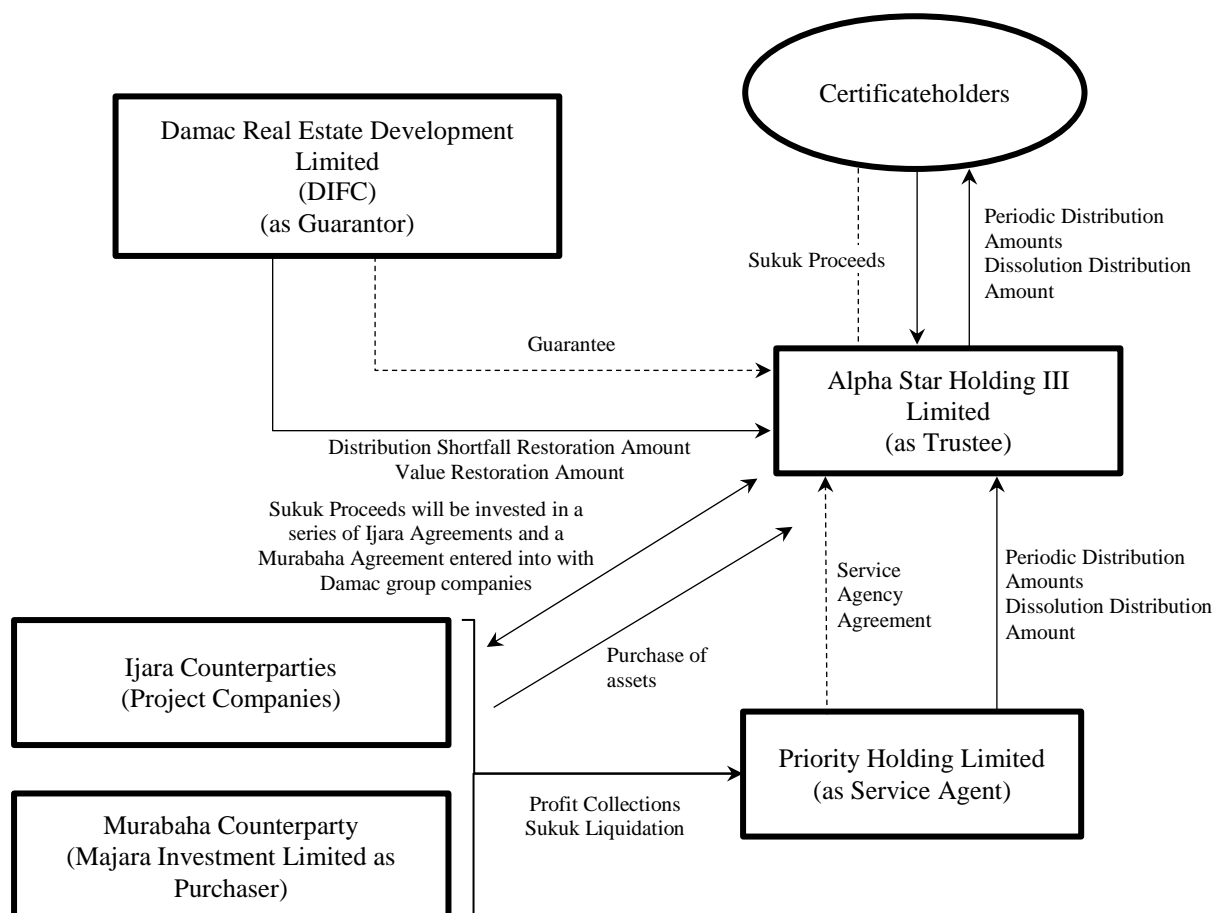 Certificateholders
Damac Real Estate Development
Limited
(DIFC)
(as Guarantor)
Periodic Distribution
Amounts
Dissolution Distribution
Amount
Sukuk Proceeds
Guarantee
Alpha Star Holding III
Limited
(as Trustee)
Distribution Shortfall Restoration Amount
Value Restoration Amount
Sukuk Proceeds will be invested in a
series of Ijara Agreements and a
Murabaha Agreement entered into with
Damac group companies
Service
Agency
Agreement
Periodic Distribution
Amounts
Dissolution Distribution
Amount
Purchase of
assets
Ijara Counterparties
(Project Companies)
Priority Holding Limited
(as Service Agent)
Profit Collections
Sukuk Liquidation
Murabaha Counterparty
(Majara Investment Limited as
Purchaser)